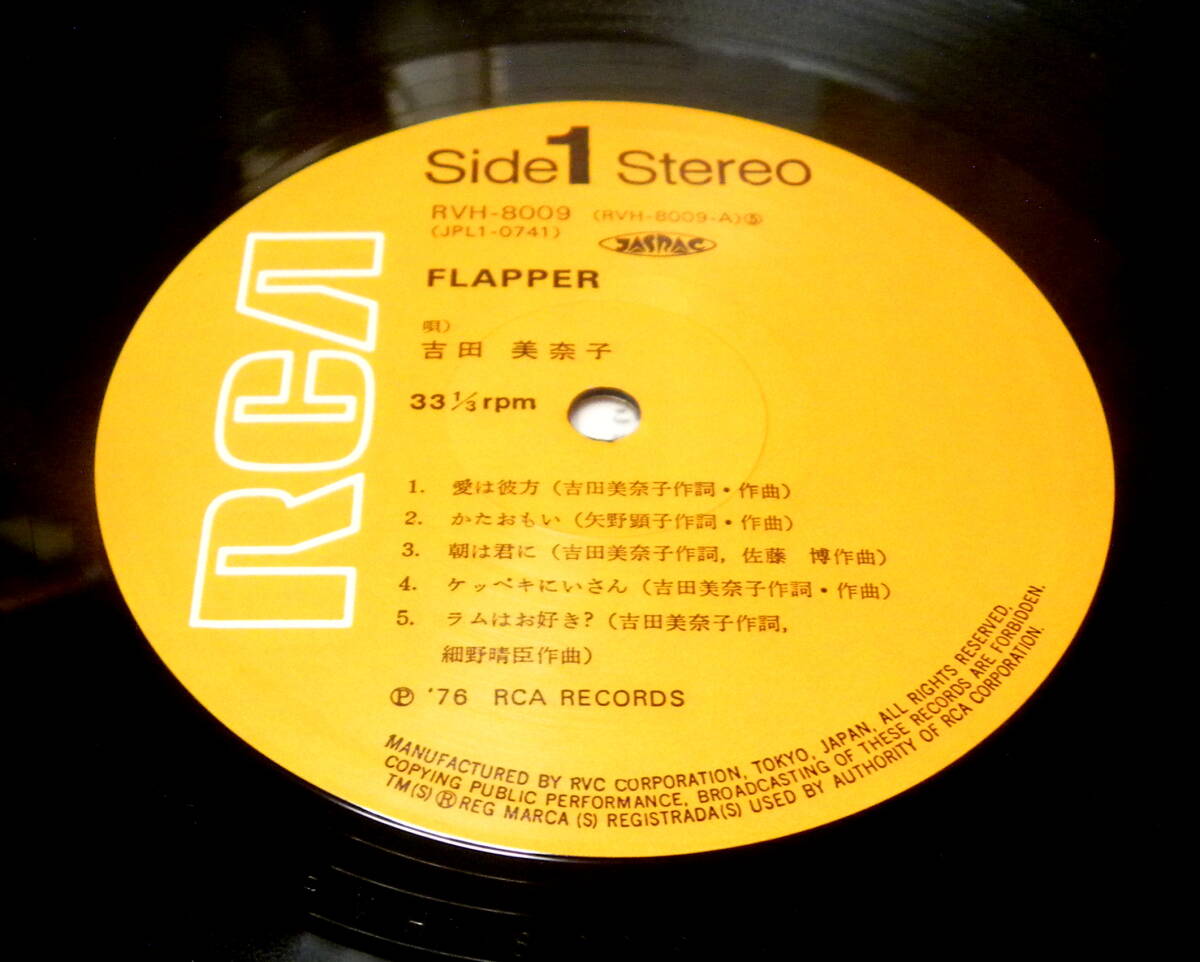 Side 1 Stereo
RVH-8009 (RVH-8009-A)⑤
(JPL1-0741)
JASRAC
FLAPPER
唄)
吉田 美奈子
33 1/3 rpm
RCA
1. 愛は彼方 (吉田美奈子作詞・作曲)
2. かたおもい (矢野顕子作詞・作曲)
3. 朝は君に (吉田美奈子作詞, 佐藤 博作曲)
4. ケッペキにいさん (吉田美奈子作詞・作曲)
5. ラムはお好き? (吉田美奈子作詞,
細野晴臣作曲)
Ⓟ '76 RCA RECORDS
MANUFACTURED BY RVC CORPORATION, TOKYO, JAPAN, ALL RIGHTS RESERVED,
COPYING PUBLIC PERFORMANCE, BROADCASTING OF THESE RECORDS ARE FORBIDDEN.
TM(S) ® REG MARCA (S) REGISTRADA(S) USED BY AUTHORITY OF RCA CORPORATION.